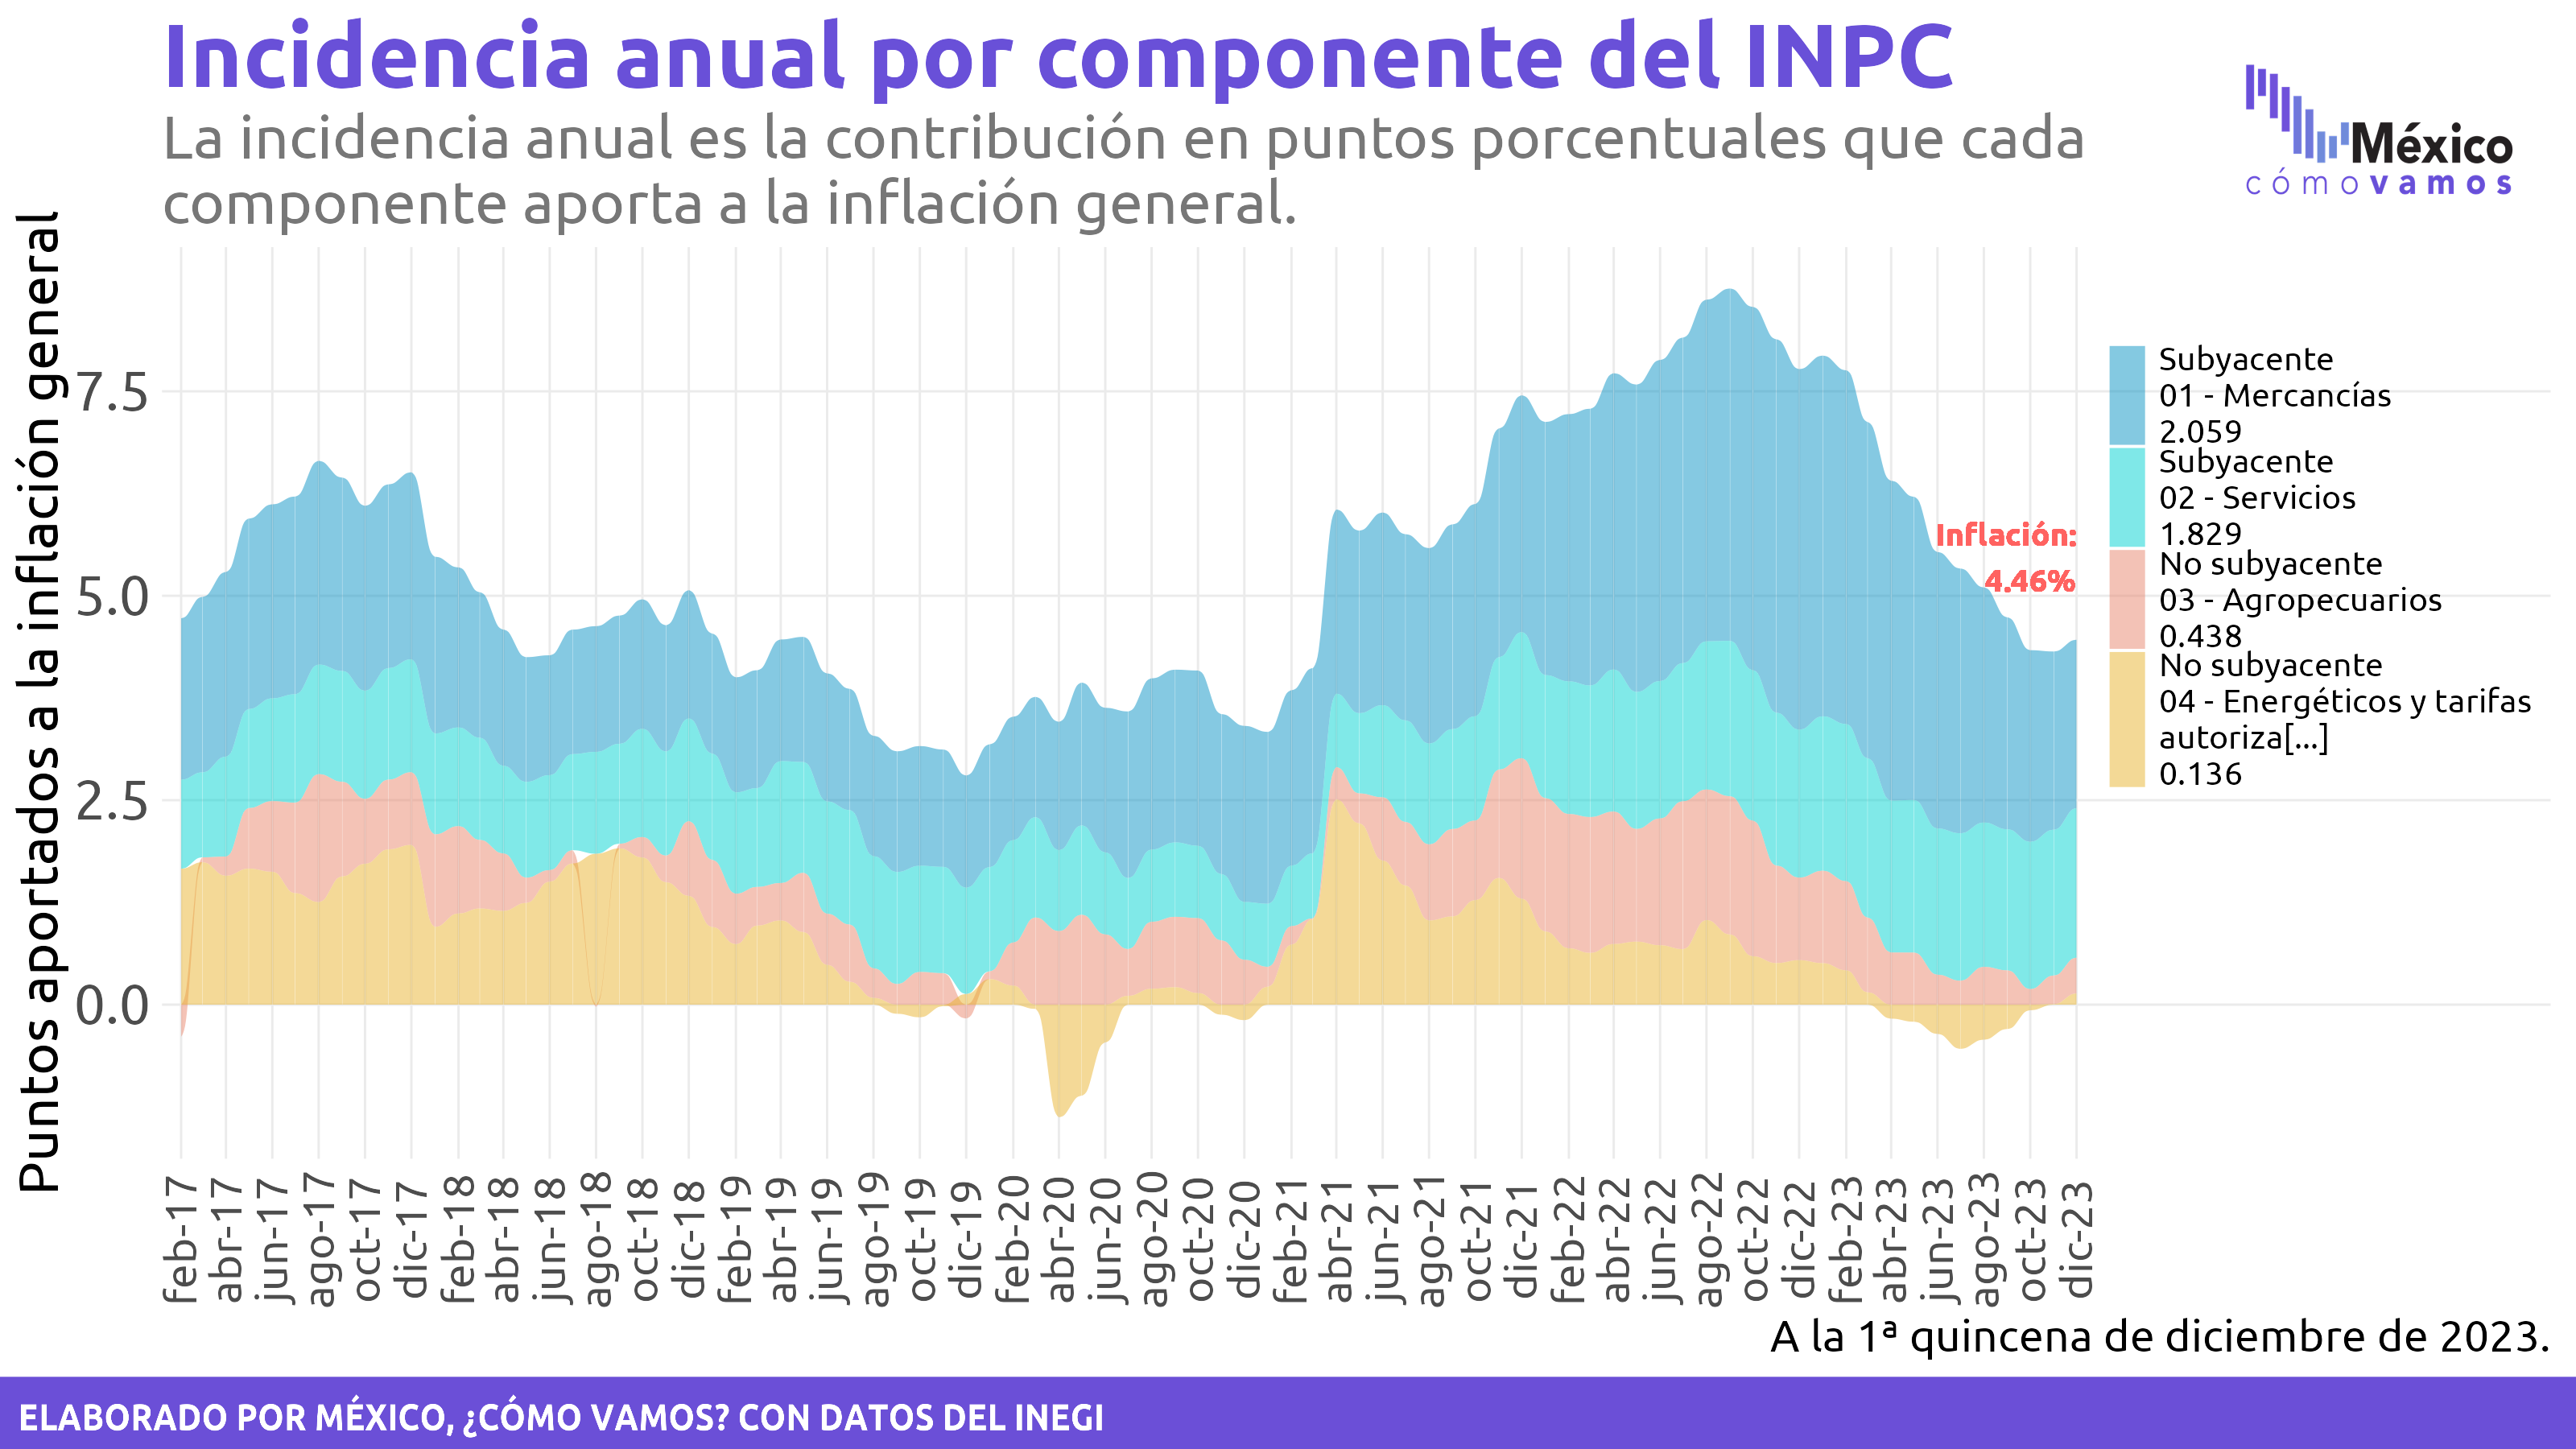 Incidencia anual por componente del INPC
La incidencia anual es la contribución en puntos porcentuales que cada
componente aporta a la inflación general.
México
cómo vamos
Puntos aportados a la inflación general
7.5
5.0
2.5
0.0
Inflación:
4.46%
Subyacente
01 - Mercancías
2.059
Subyacente
02 - Servicios
1.829
No subyacente
03 - Agropecuarios
0.438
No subyacente
04 - Energéticos y tarifas
autoriza[...]
0.136
feb-17
abr-17
jun-17
ago-17
oct-17
dic-17
feb-18
abr-18
jun-18
ago-18
oct-18
dic-18
feb-19
abr-19
jun-19
ago-19
oct-19
dic-19
feb-20
abr-20
jun-20
ago-20
oct-20
dic-20
feb-21
abr-21
jun-21
ago-21
oct-21
dic-21
feb-22
abr-22
jun-22
ago-22
oct-22
dic-22
feb-23
abr-23
jun-23
ago-23
oct-23
dic-23
A la 1ª quincena de diciembre de 2023.
ELABORADO POR MÉXICO, ¿CÓMO VAMOS? CON DATOS DEL INEGI